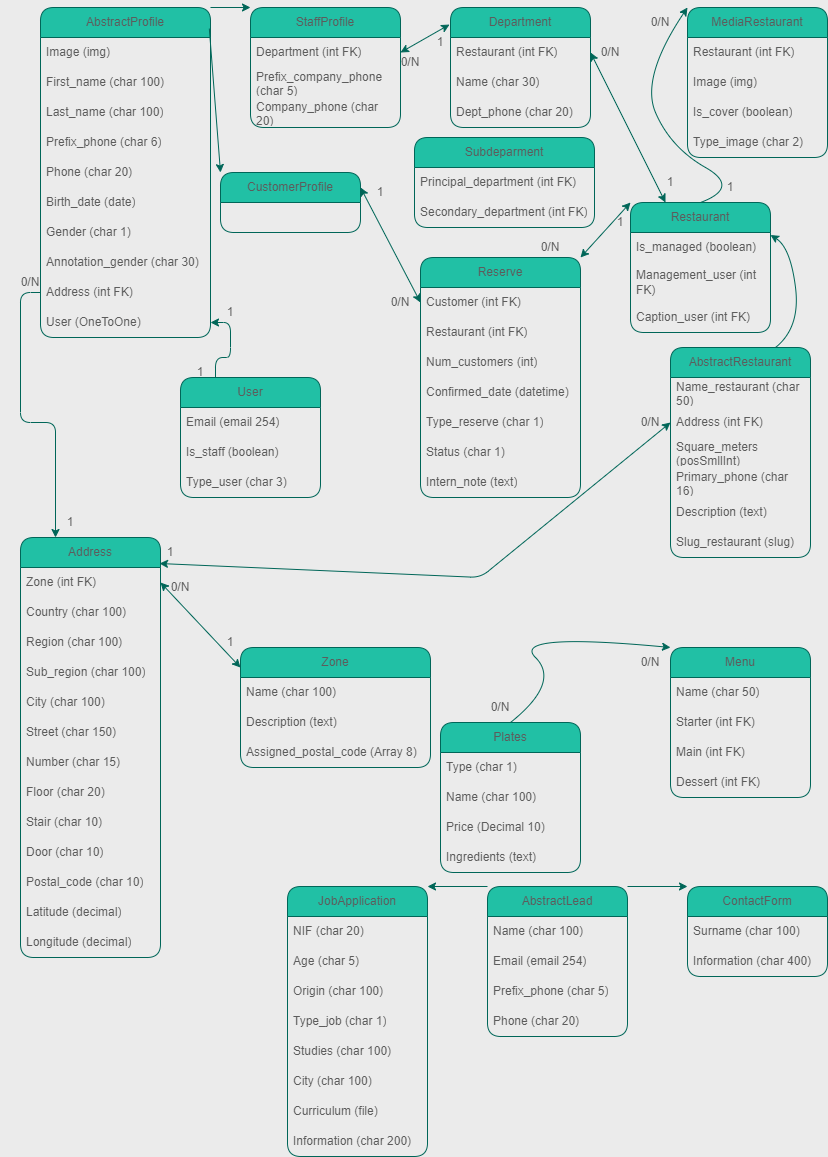 AbstractProfile
Image (img)
First_name (char 100)
Last_name (char 100)
Prefix_phone (char 6)
Phone (char 20)
Birth_date (date)
Gender (char 1)
Annotation_gender (char 30)
Address (int FK)
User (OneToOne)
StaffProfile
Department (int FK)
Prefix_company_phone
(char 5)
Company_phone (char
20)
0/N
1
Department
Restaurant (int FK)
Name (char 30)
Dept_phone (char 20)
0/N
1
0/N
MediaRestaurant
Restaurant (int FK)
Image (img)
Is_cover (boolean)
Type_image (char 2)
1
Subdeparment
Principal_department (int FK)
Secondary_department (int FK)
CustomerProfile
1
0/N
Restaurant
Is_managed (boolean)
Management_user (int
FK)
Caption_user (int FK)
1
0/N
Reserve
Customer (int FK)
Restaurant (int FK)
Num_customers (int)
Confirmed_date (datetime)
Type_reserve (char 1)
Status (char 1)
Intern_note (text)
AbstractRestaurant
Name_restaurant (char
50)
Address (int FK)
Square_meters
(posSmllInt)
Primary_phone (char
16)
Description (text)
Slug_restaurant (slug)
0/N
0/N
1
1
User
Email (email 254)
Is_staff (boolean)
Type_user (char 3)
1
Address
Zone (int FK)
Country (char 100)
Region (char 100)
Sub_region (char 100)
City (char 100)
Street (char 150)
Number (char 15)
Floor (char 20)
Stair (char 10)
Door (char 10)
Postal_code (char 10)
Latitude (decimal)
Longitude (decimal)
1
0/N
1
Zone
Name (char 100)
Description (text)
Assigned_postal_code (Array 8)
0/N
Plates
Type (char 1)
Name (char 100)
Price (Decimal 10)
Ingredients (text)
0/N
Menu
Name (char 50)
Starter (int FK)
Main (int FK)
Dessert (int FK)
JobApplication
NIF (char 20)
Age (char 5)
Origin (char 100)
Type_job (char 1)
Studies (char 100)
City (char 100)
Curriculum (file)
Information (char 200)
AbstractLead
Name (char 100)
Email (email 254)
Prefix_phone (char 5)
Phone (char 20)
ContactForm
Surname (char 100)
Information (char 400)